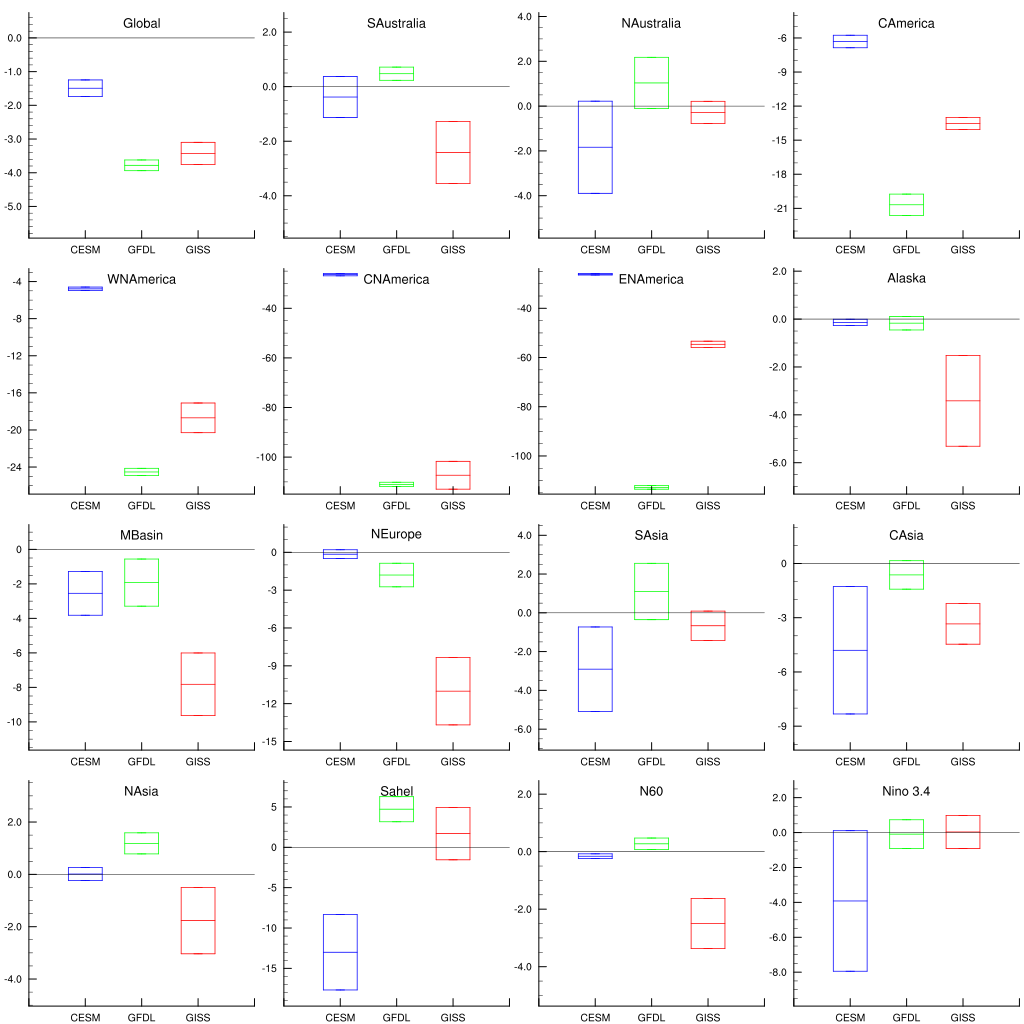 Global
0.0
-1.0
-2.0
-3.0
-4.0
-5.0
CESM GFDL GISS
SAustralia
2.0
0.0
-2.0
-4.0
CESM GFDL GISS
NAustralia
4.0
2.0
0.0
-2.0
-4.0
CESM GFDL GISS
CAmerica
-6
-9
-12
-15
-18
-21
CESM GFDL GISS
WNAmerica
-4
-8
-12
-16
-20
-24
CESM GFDL GISS
CNAmerica
-40
-60
-80
-100
CESM GFDL GISS
ENAmerica
-40
-60
-80
-100
CESM GFDL GISS
Alaska
2.0
0.0
-2.0
-4.0
-6.0
CESM GFDL GISS
MBasin
0
-2
-4
-6
-8
-10
CESM GFDL GISS
NEurope
0
-3
-6
-9
-12
-15
CESM GFDL GISS
SAsia
4.0
2.0
0.0
-2.0
-4.0
-6.0
CESM GFDL GISS
CAsia
0
-3
-6
-9
CESM GFDL GISS
NAsia
2.0
0.0
-2.0
-4.0
CESM GFDL GISS
Sahel
5
0
-5
-10
-15
CESM GFDL GISS
N60
2.0
0.0
-2.0
-4.0
CESM GFDL GISS
Nino 3.4
2.0
0.0
-2.0
-4.0
-6.0
-8.0
CESM GFDL GISS